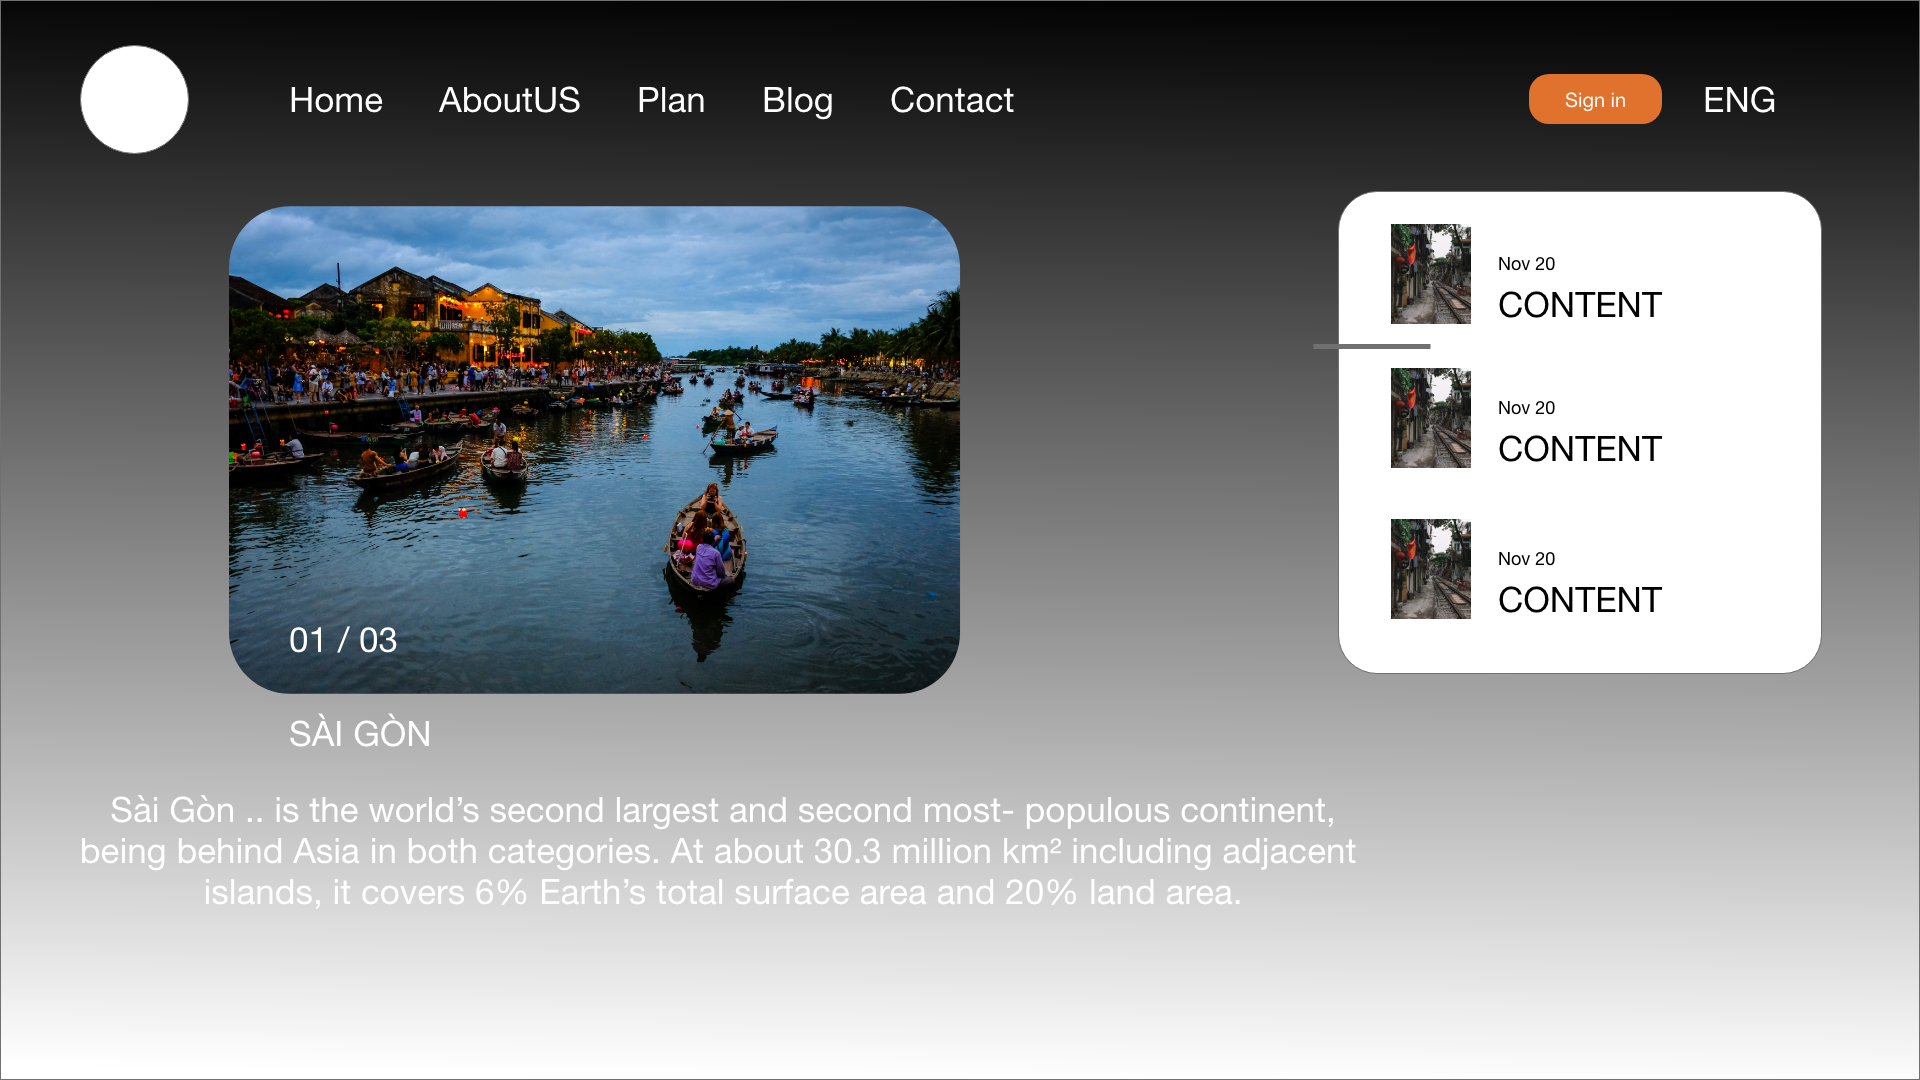 Home
AboutUS
Plan
Blog
Contact
Sign in
ENG
Nov 20
CONTENT
Nov 20
CONTENT
Nov 20
CONTENT
01 / 03
SÀI GÒN
Sài Gòn .. is the world’s second largest and second most- populous continent,
being behind Asia in both categories. At about 30.3 million km² including adjacent
islands, it covers 6% Earth’s total surface area and 20% land area.